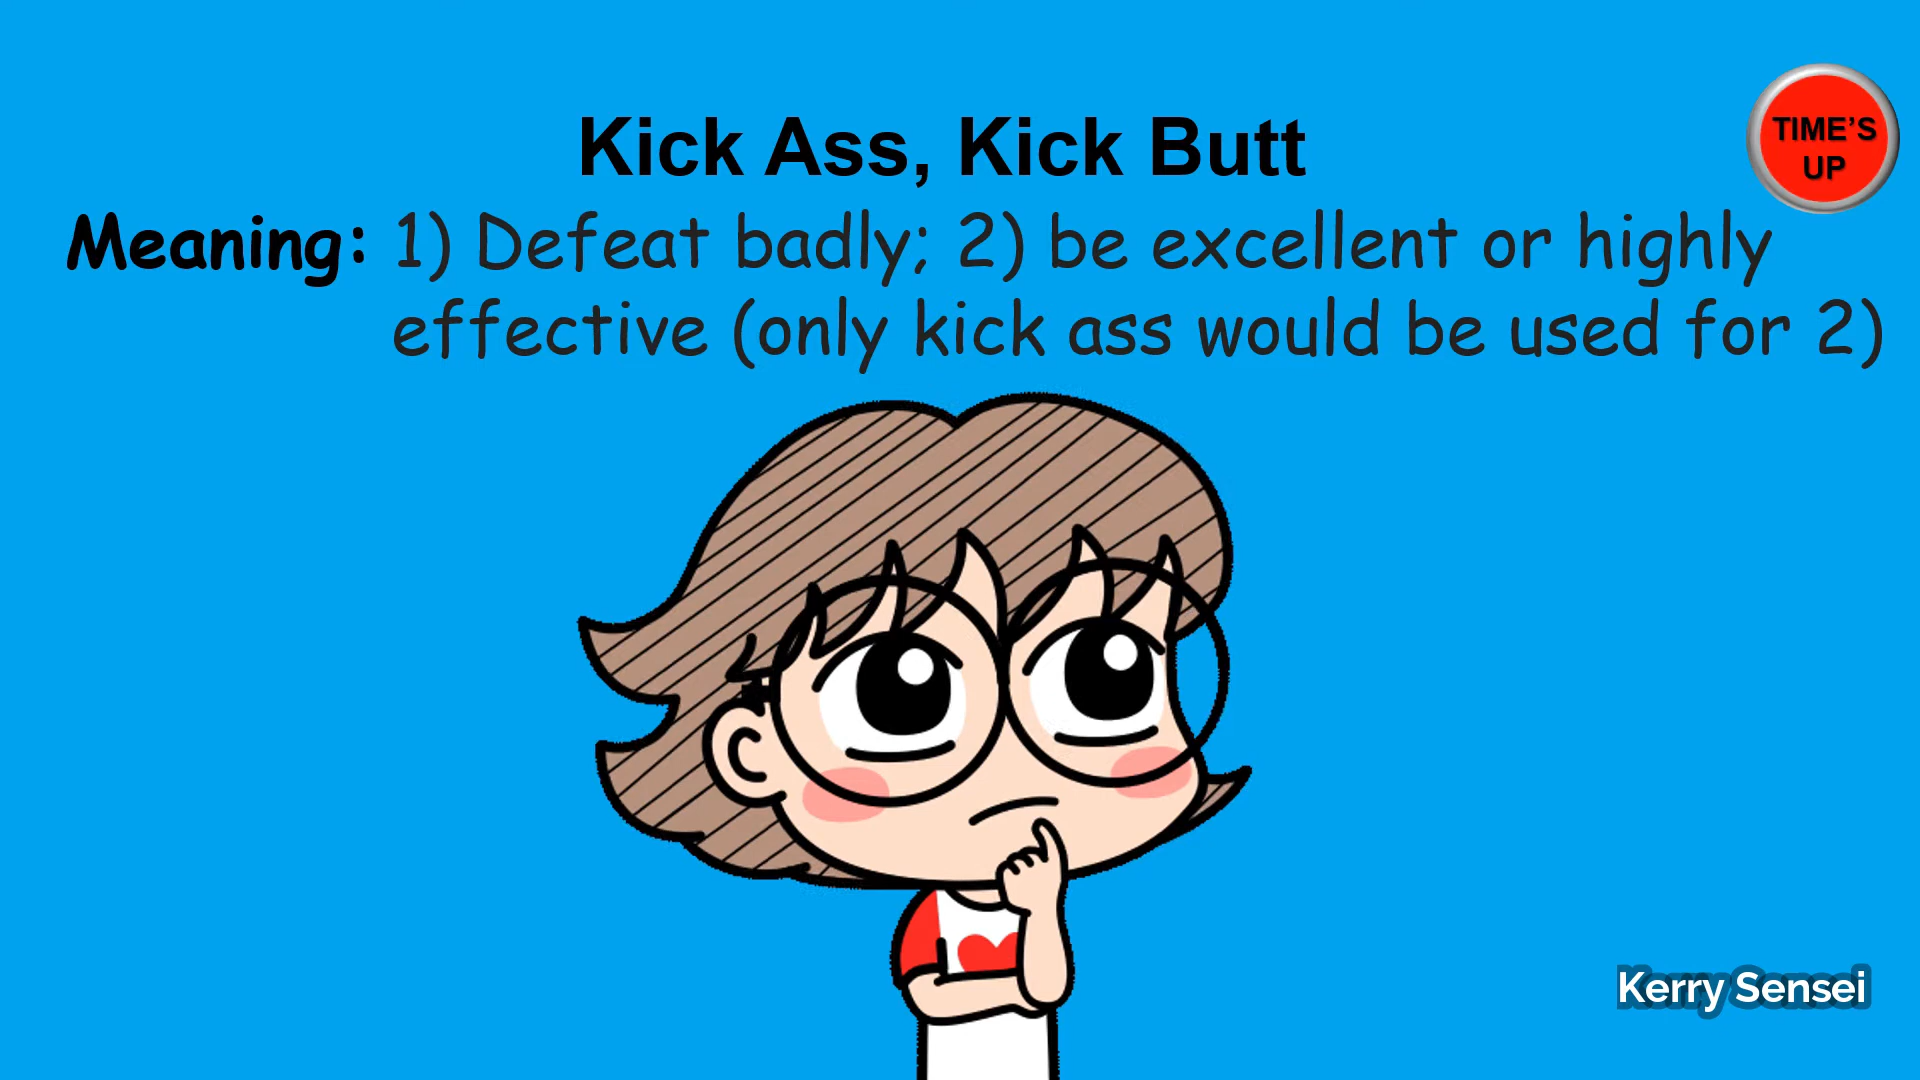 Kick Ass, Kick Butt
TIME'S
UP
Meaning: 1) Defeat badly; 2) be excellent or highly
effective (only kick ass would be used for 2)
Kerry Sensei